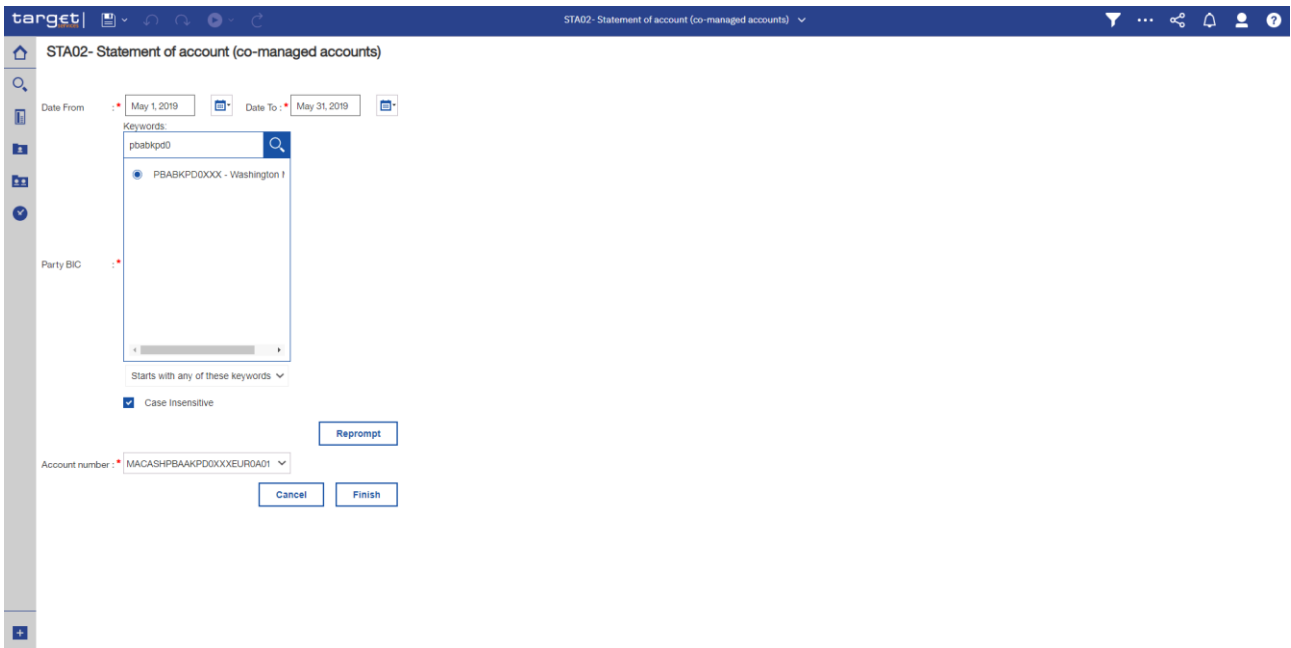 target|
SERVICES
STA02- Statement of account (co-managed accounts)
STA02- Statement of account (co-managed accounts)
Date From :* May 1, 2019 Date To :* May 31, 2019
Keywords:
pbabkpd0
PBABKPD0XXX - Washington
Party BIC :*
Starts with any of these keywords
Case Insensitive
Reprompt
Account number :* MACASHPBAAKPD0XXXEUR0A01
Cancel Finish